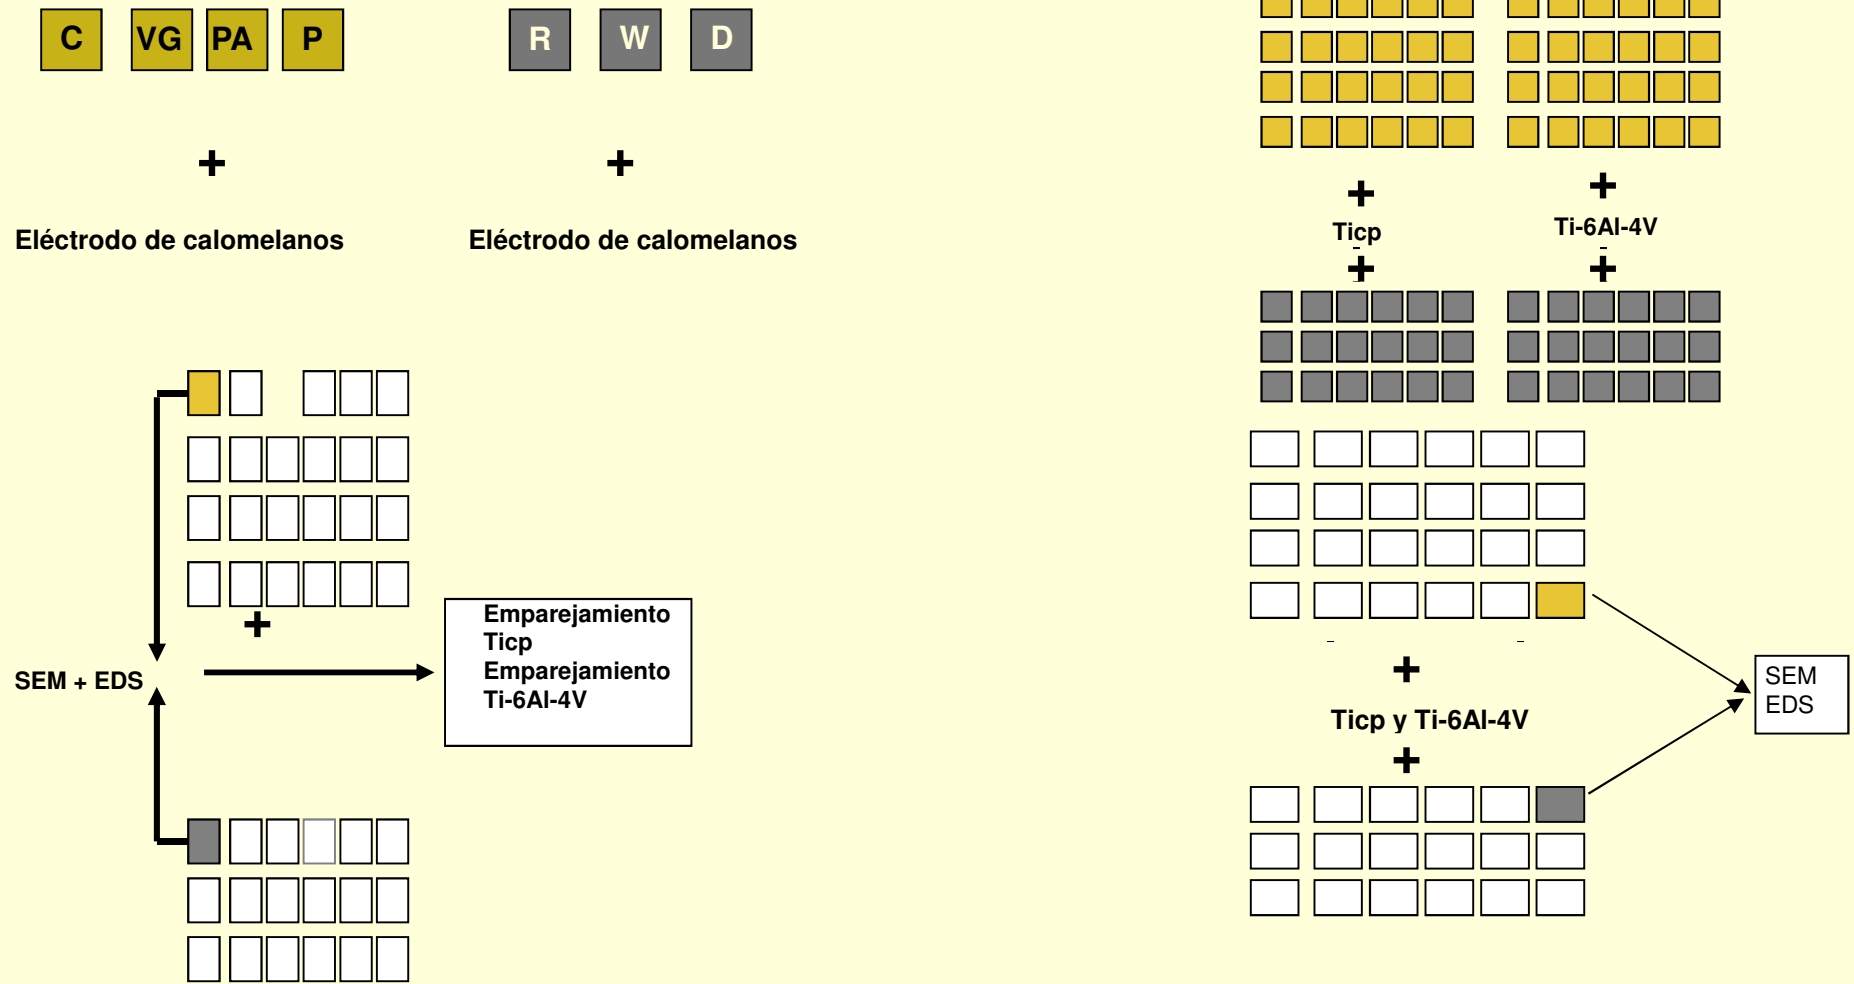 C VG PA P R W D
+ +
Eléctrodo de calomelanos Eléctrodo de calomelanos
+
SEM + EDS
Emparejamiento
Ticp
Emparejamiento
Ti-6Al-4V
+ +
Ticp Ti-6Al-4V
+ +
+
Ticp y Ti-6Al-4V
+
SEM
EDS